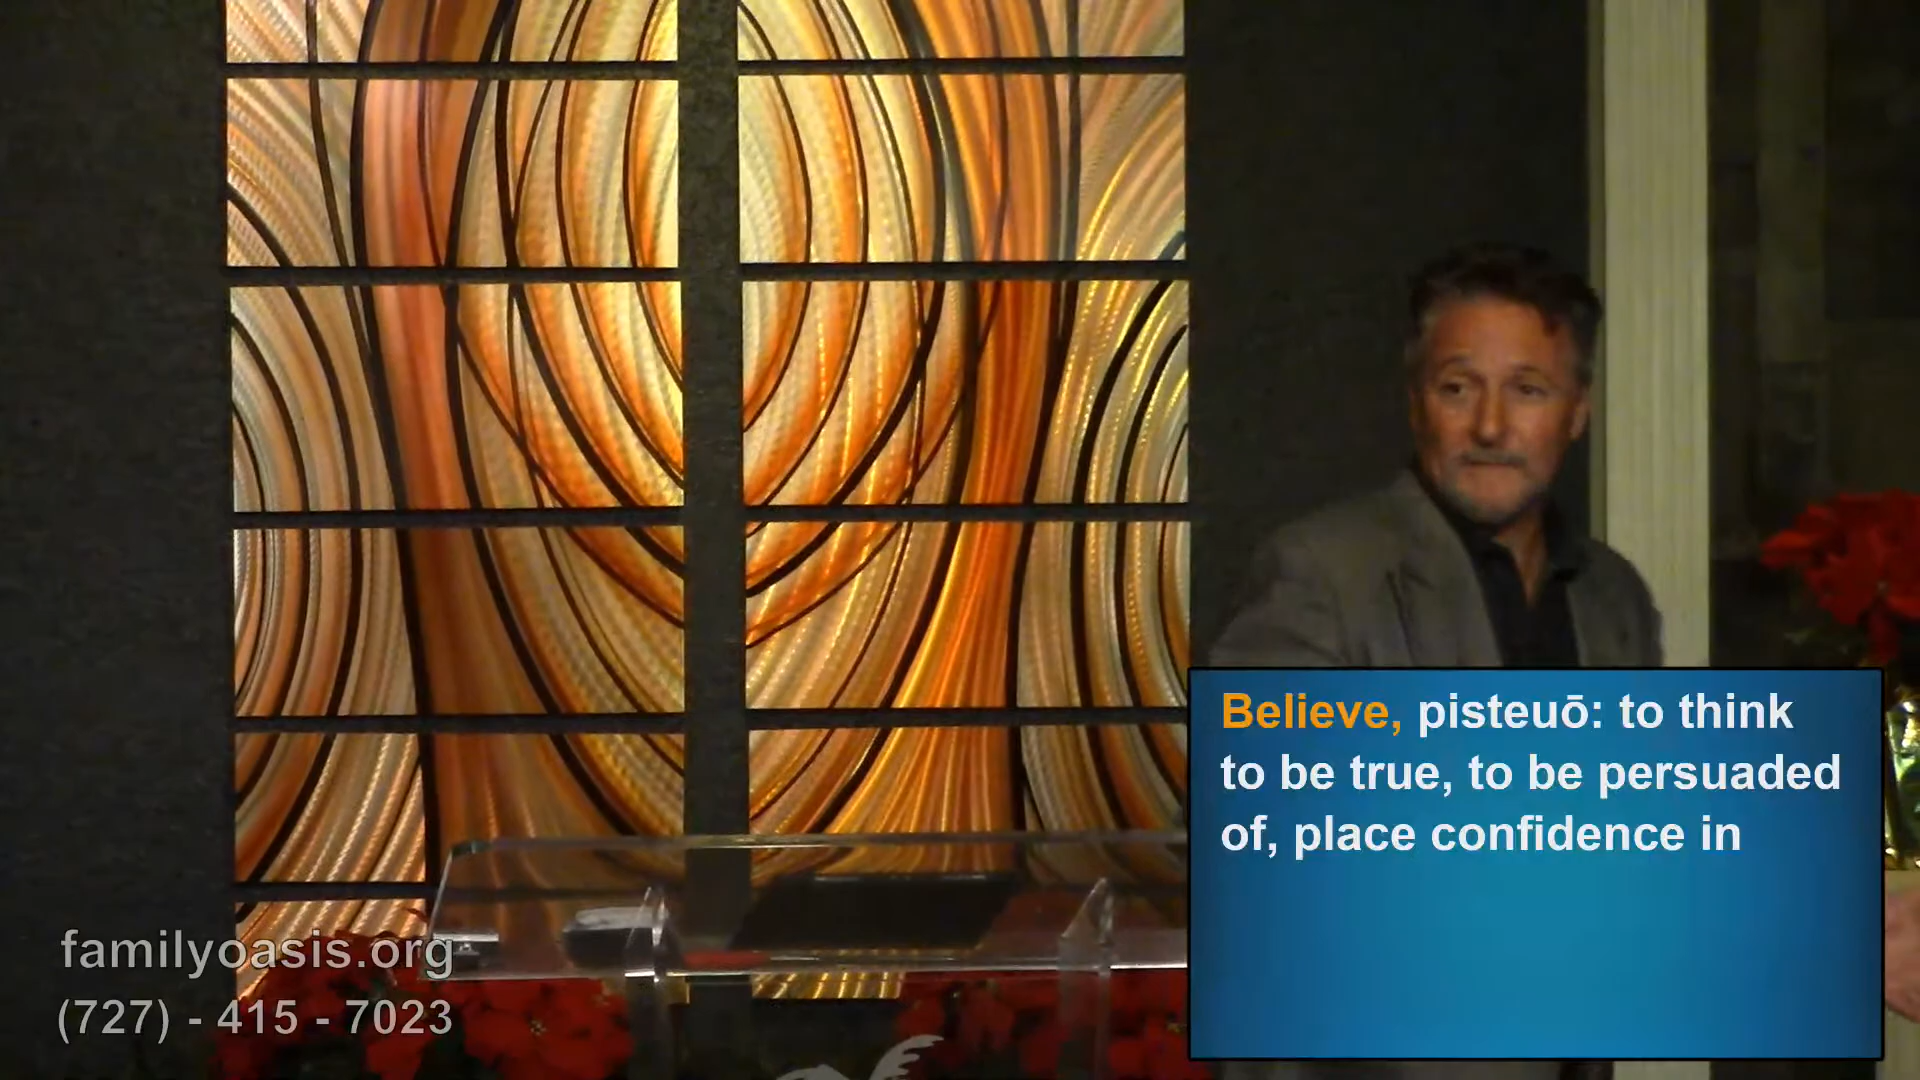 Believe, pisteuō: to think
to be true, to be persuaded
of, place confidence in
familyoasis.org
(727) - 415 - 7023